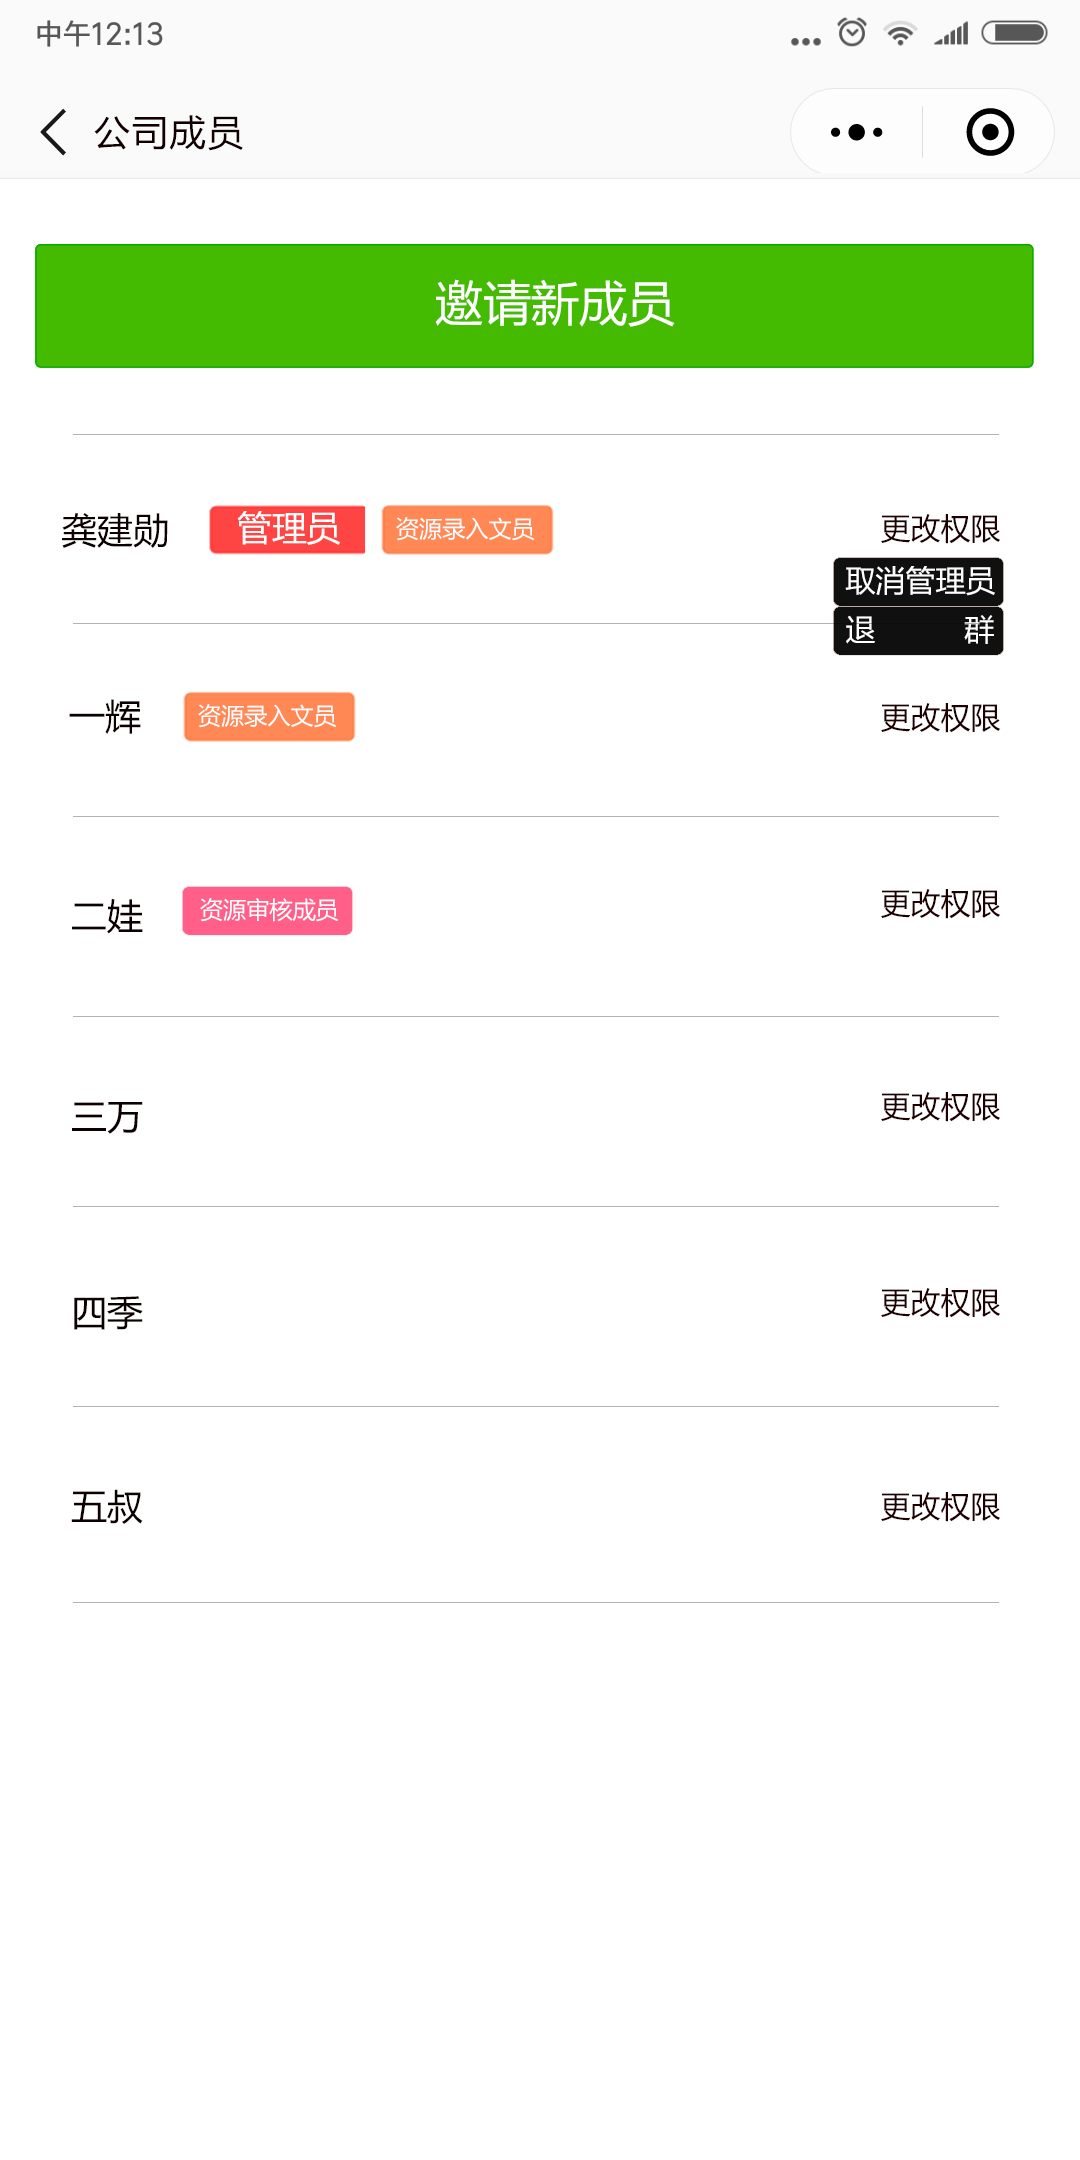 中午12:13
公司成员
邀请新成员
龚建勋 管理员 资源录入文员 更改权限
取消管理员
退 群
一辉 资源录入文员 更改权限
二娃 资源审核成员 更改权限
三万 更改权限
四季 更改权限
五叔 更改权限